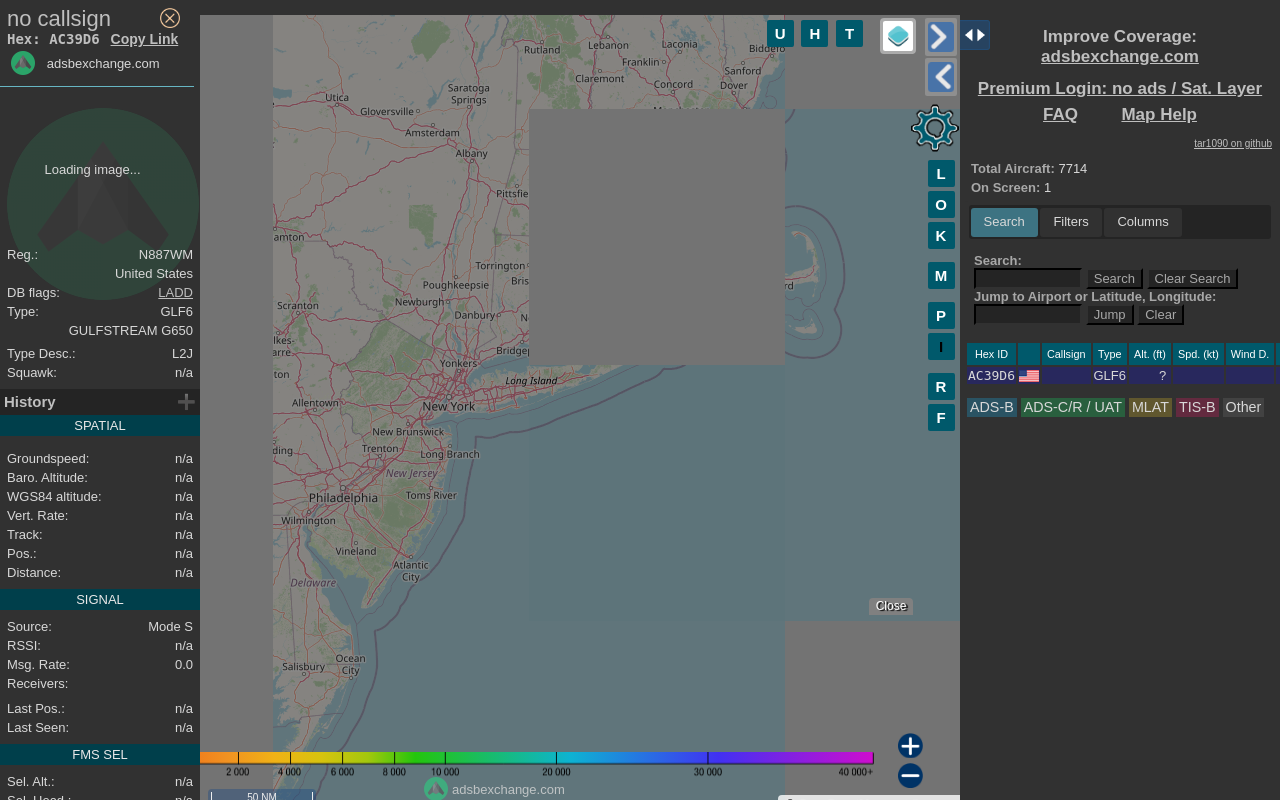 no callsign
Hex: AC39D6 Copy Link
adsbexchange.com
Loading image...
Reg.: N887WM
United States
DB flags: LADD
Type: GLF6
GULFSTREAM G650
Type Desc.: L2J
Squawk: n/a
History
SPATIAL
Groundspeed: n/a
Baro. Altitude: n/a
WGS84 altitude: n/a
Vert. Rate: n/a
Track: n/a
Pos.: n/a
Distance: n/a
SIGNAL
Source: Mode S
RSSI: n/a
Msg. Rate: 0.0
Receivers:
Last Pos.: n/a
Last Seen: n/a
FMS SEL
Sel. Alt.: n/a
U H T
Rutland
Lebanon
Laconia
Franklin
Claremont
Sanford
Concord
Dover
Utica
Gloversville
Saratoga
Springs
Amsterdam
Albany
Torrington
Poughkeepsie
Scranton
Newburgh
Danbury
Yonkers
Long Island
Allentown
New York
New Brunswick
Trenton
Long Branch
New Jersey
Philadelphia
Toms River
Wilmington
Vineland
Atlantic
City
Delaware
Salisbury
Ocean
City
L
O
K
M
P
I
R
F
Close
2 000 4 000 6 000 8 000 10 000 20 000 30 000 40 000+
adsbexchange.com
50 NM
Improve Coverage:
adsbexchange.com
Premium Login: no ads / Sat. Layer
FAQ Map Help
tar1090 on github
Total Aircraft: 7714
On Screen: 1
Search Filters Columns
Search:
Search Clear Search
Jump to Airport or Latitude, Longitude:
Jump Clear
Hex ID Callsign Type Alt. (ft) Spd. (kt) Wind D.
AC39D6 GLF6 ?
ADS-B ADS-C/R / UAT MLAT TIS-B Other